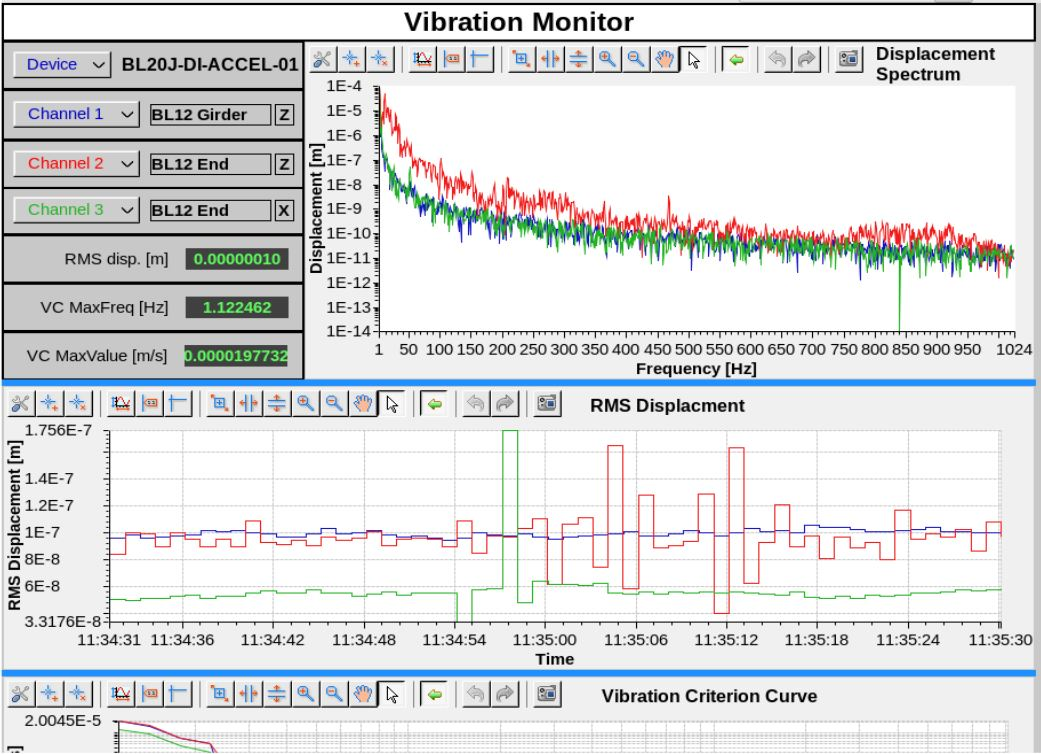 Vibration Monitor
Device
BL20J-DI-ACCEL-01
Channel 1
BL12 Girder
Z
Channel 2
BL12 End
Z
Channel 3
BL12 End
X
RMS disp. [m]
0.00000010
VC MaxFreq [Hz]
1.122462
VC MaxValue [m/s]
0.0000197732
Displacement
Spectrum
Displacement [m]
1E-4
1E-5
1E-6
1E-7
1E-8
1E-9
1E-10
1E-11
1E-12
1E-13
1E-14
1 50 100 150 200 250 300 350 400 450 500 550 600 650 700 750 800 850 900 950 1024
Frequency [Hz]
RMS Displacment
RMS Displacement [m]
1.756E-7
1.4E-7
1.2E-7
1E-7
8E-8
6E-8
3.3176E-8
11:34:31 11:34:36 11:34:42 11:34:48 11:34:54 11:35:00 11:35:06 11:35:12 11:35:18 11:35:24 11:35:30
Time
Vibration Criterion Curve
2.0045E-5